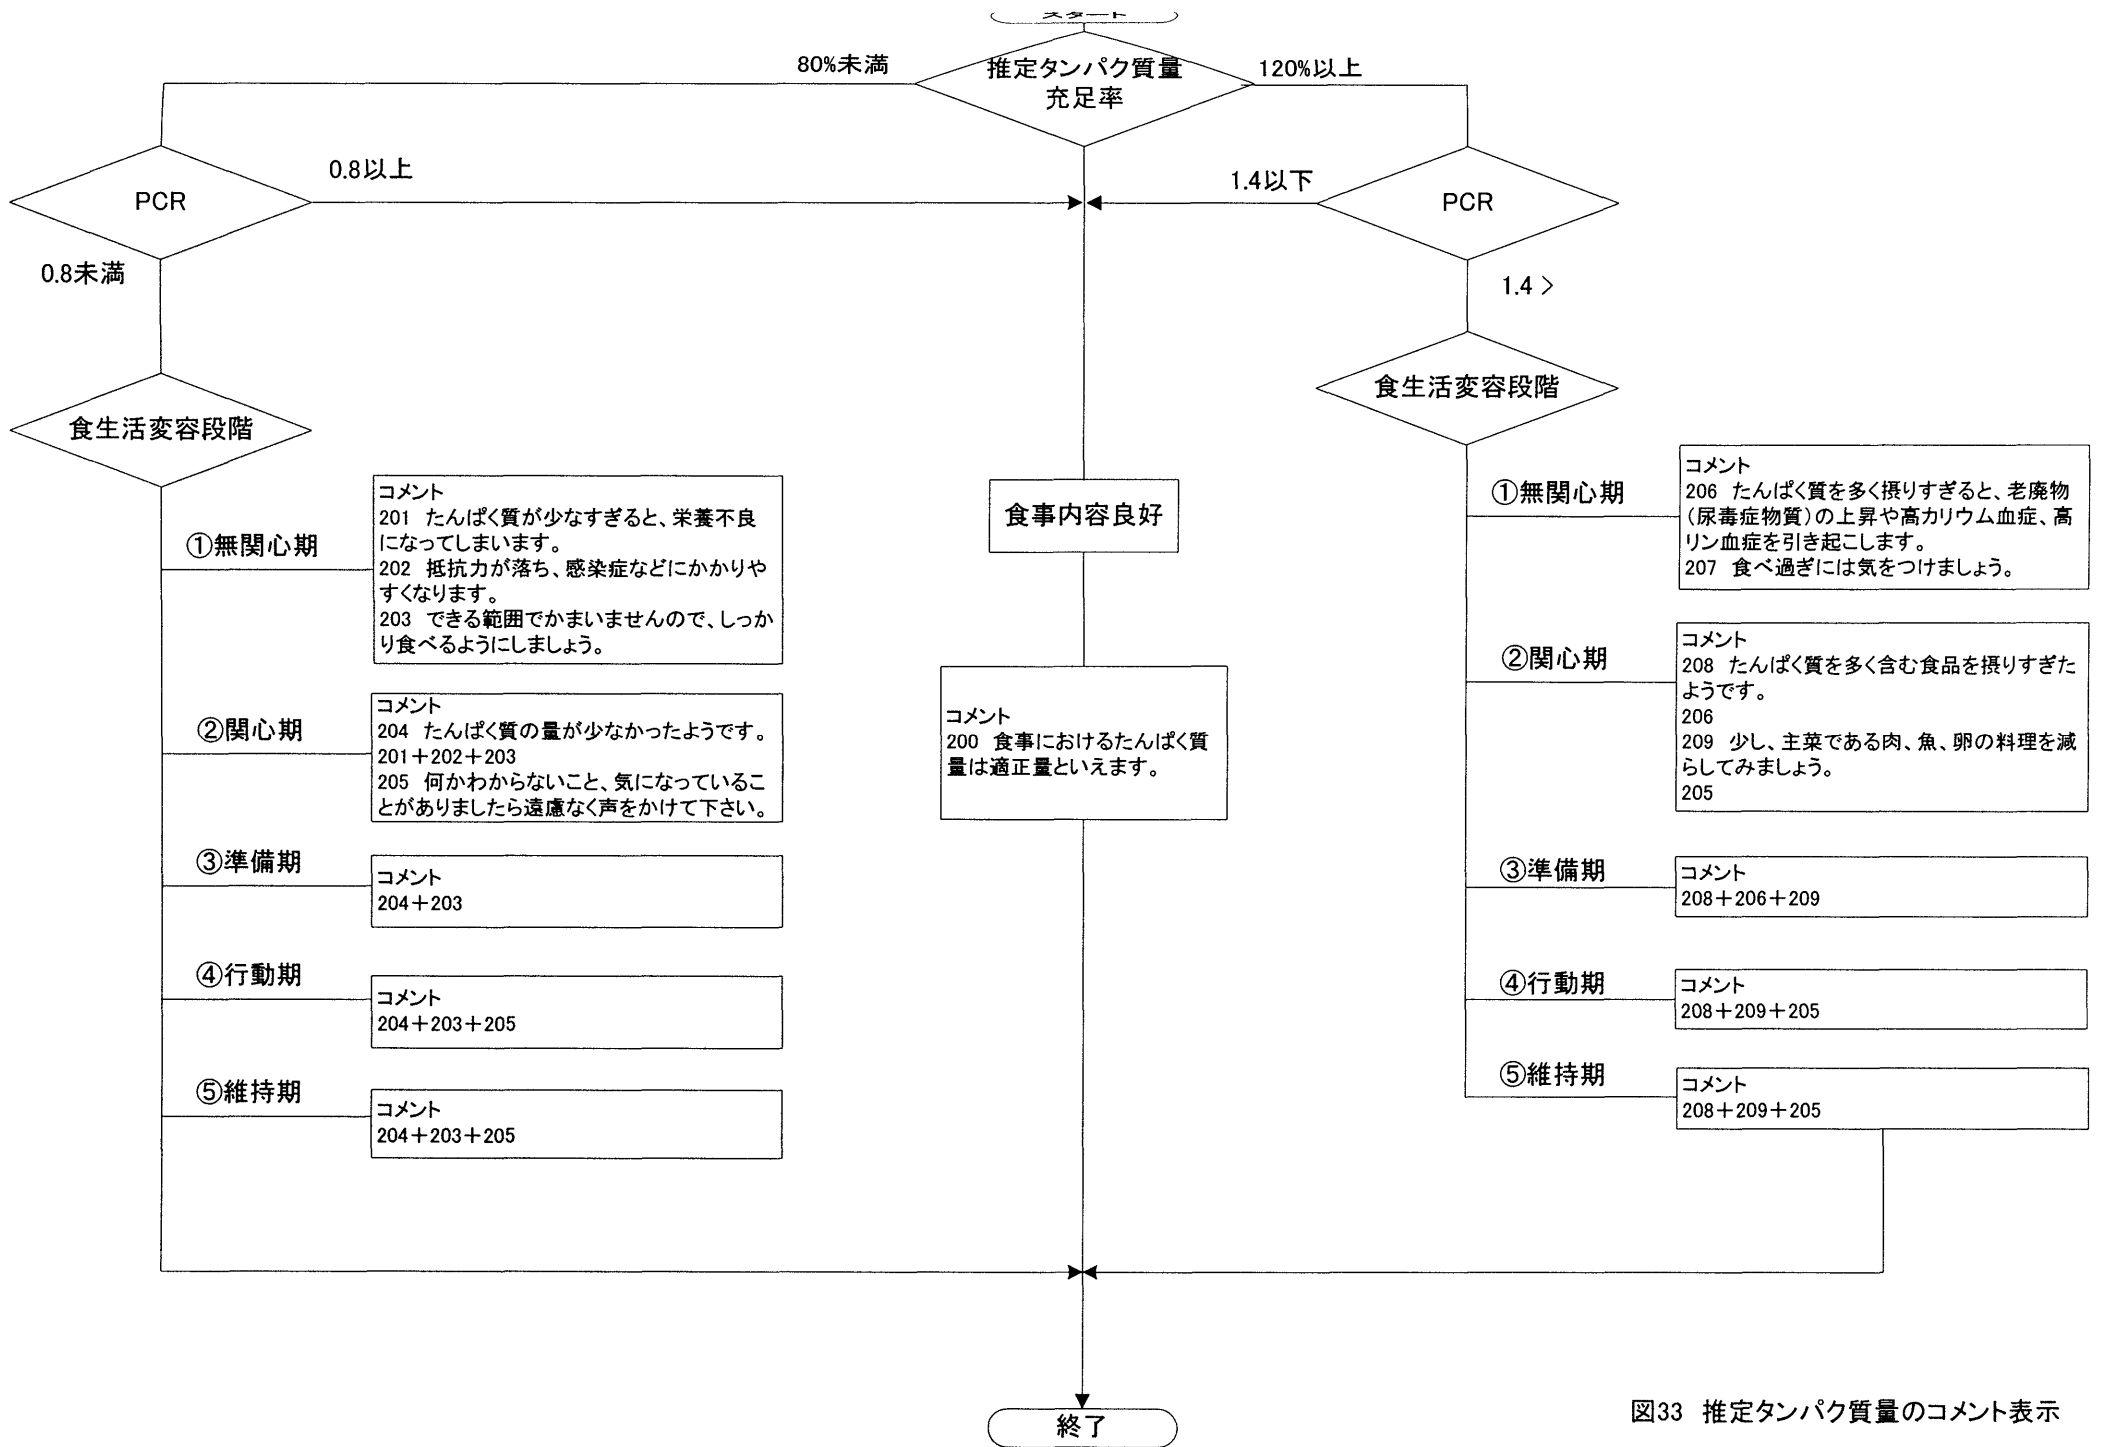 スタート
推定タンパク質量
充足率
80%未満
120%以上
PCR
0.8以上
0.8未満
PCR
1.4以下
1.4 >
食生活変容段階
①無関心期
コメント
201 たんぱく質が少なすぎると、栄養不良
になってしまいます。
202 抵抗力が落ち、感染症などにかかりや
すくなります。
203 できる範囲でかまいませんので、しっか
り食べるようにしましょう。
②関心期
コメント
204 たんぱく質の量が少なかったようです。
201+202+203
205 何かわからないこと、気になっているこ
とがありましたら遠慮なく声をかけて下さい。
③準備期
コメント
204+203
④行動期
コメント
204+203+205
⑤維持期
コメント
204+203+205
食事内容良好
コメント
200 食事におけるたんぱく質
量は適正量といえます。
食生活変容段階
①無関心期
コメント
206 たんぱく質を多く摂りすぎると、老廃物
(尿毒症物質)の上昇や高カリウム血症、高
リン血症を引き起こします。
207 食べ過ぎには気をつけましょう。
②関心期
コメント
208 たんぱく質を多く含む食品を摂りすぎた
ようです。
206
209 少し、主菜である肉、魚、卵の料理を減
らしてみましょう。
205
③準備期
コメント
208+206+209
④行動期
コメント
208+209+205
⑤維持期
コメント
208+209+205
終了
図33 推定タンパク質量のコメント表示